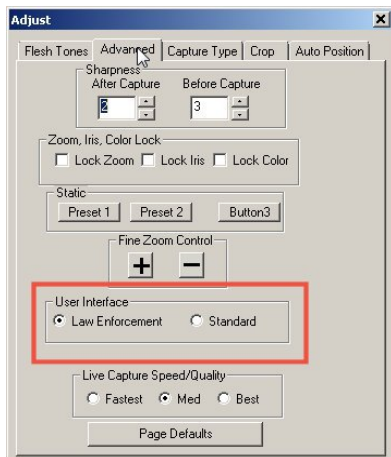 Adjust
Flesh Tones Advanced Capture Type Crop Auto Position
Sharpness
After Capture Before Capture
2 3
Zoom, Iris, Color Lock
Lock Zoom Lock Iris Lock Color
Static
Preset 1 Preset 2 Button3
Fine Zoom Control
+ −
User Interface
Law Enforcement Standard
Live Capture Speed/Quality
Fastest Med Best
Page Defaults